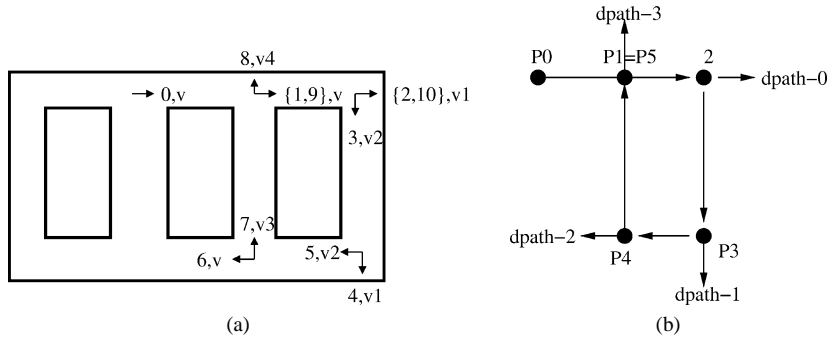 8,v4
0,v
{1,9},v
{2,10},v1
3,v2
7,v3
6,v
5,v2
4,v1
(a)
dpath−3
P0
P1=P5
2
dpath−0
dpath−2
P4
P3
dpath−1
(b)